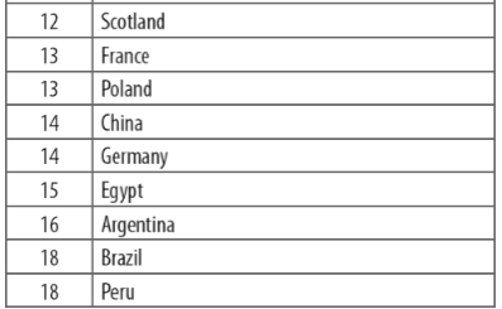 12 Scotland
13 France
13 Poland
14 China
14 Germany
15 Egypt
16 Argentina
18 Brazil
18 Peru